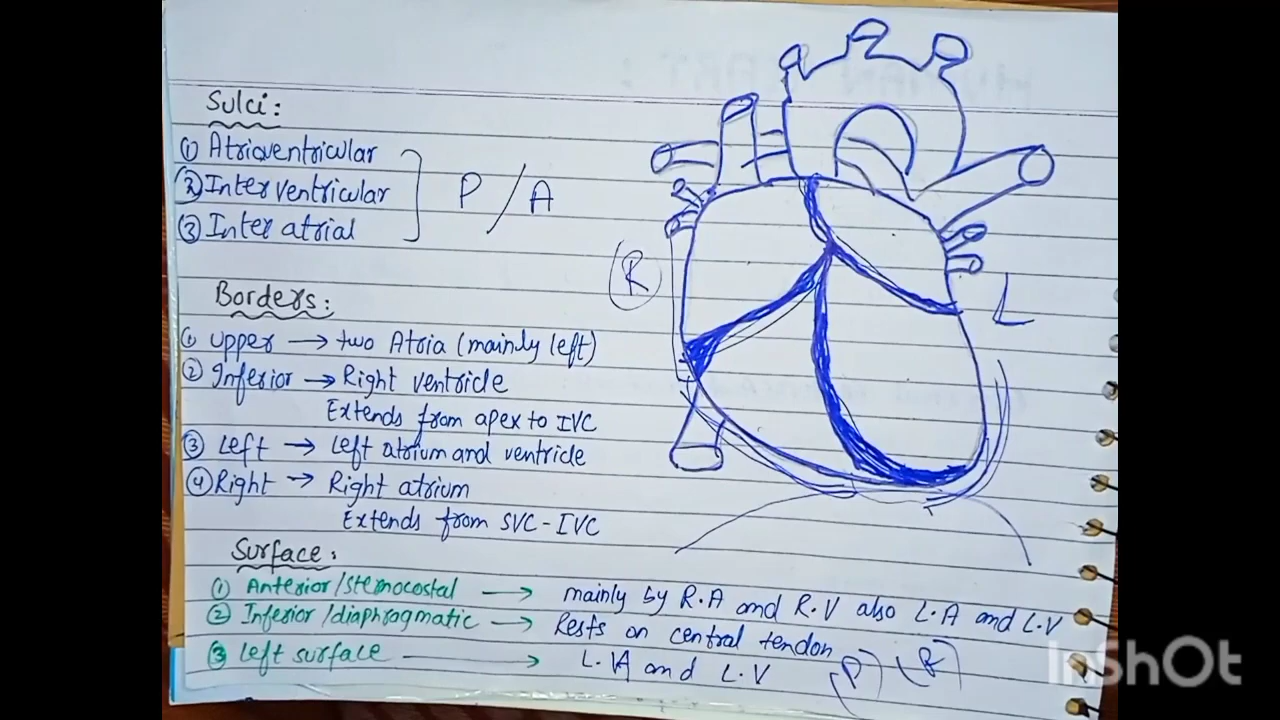 Sulci:
① Atrioventricular
② Interventricular
③ Inter atrial
P / A
R
L
Borders:
① Upper → two Atria (mainly left)
② Inferior → Right ventricle
Extends from apex to IVC
③ Left → Left atrium and ventricle
④ Right → Right atrium
Extends from SVC - IVC
Surface:
① Anterior/sternocostal → mainly by R.A and R.V also L.A and L.V
② Inferior/diaphragmatic → Rests on central tendon
③ Left surface → L.A and L.V
(P)
InShOt